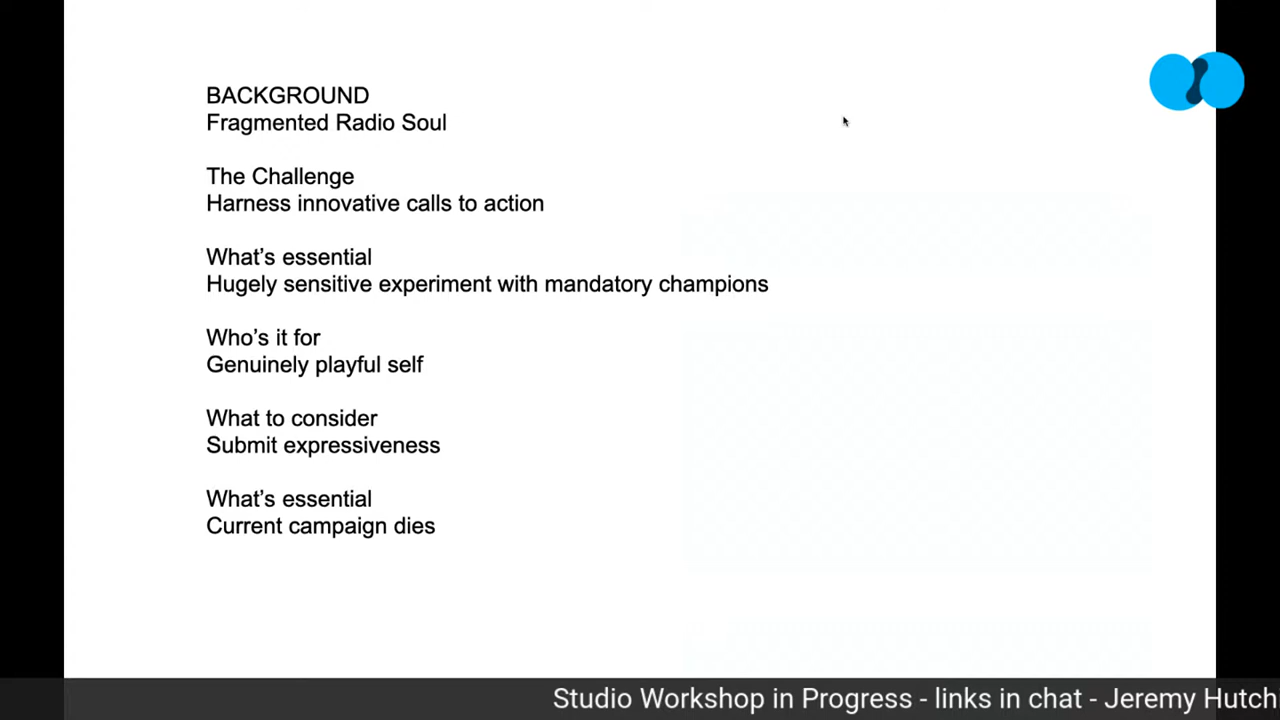 BACKGROUND
Fragmented Radio Soul
The Challenge
Harness innovative calls to action
What’s essential
Hugely sensitive experiment with mandatory champions
Who’s it for
Genuinely playful self
What to consider
Submit expressiveness
What’s essential
Current campaign dies
Studio Workshop in Progress - links in chat - Jeremy Hutch